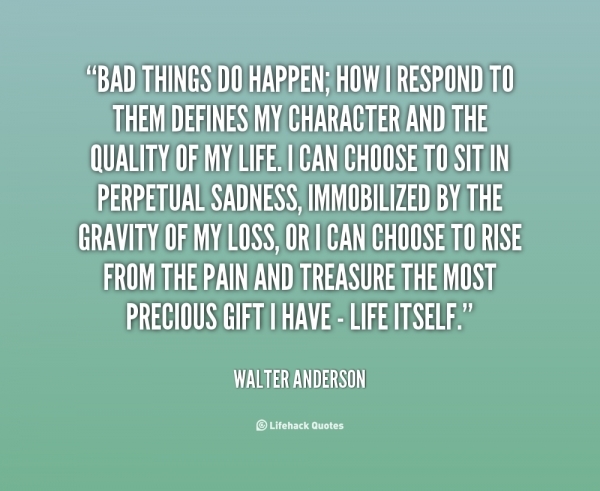 “BAD THINGS DO HAPPEN; HOW I RESPOND TO
THEM DEFINES MY CHARACTER AND THE
QUALITY OF MY LIFE. I CAN CHOOSE TO SIT IN
PERPETUAL SADNESS, IMMOBILIZED BY THE
GRAVITY OF MY LOSS, OR I CAN CHOOSE TO RISE
FROM THE PAIN AND TREASURE THE MOST
PRECIOUS GIFT I HAVE - LIFE ITSELF.”
WALTER ANDERSON
Lifehack Quotes